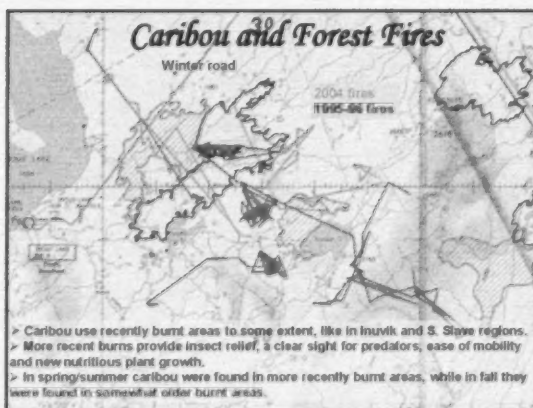 Caribou and Forest Fires
30
Winter road
2004 fires
1995-96 fires
➢ Caribou use recently burnt areas to some extent, like in Inuvik and S. Slave regions.
➢ More recent burns provide insect relief, a clear sight for predators, ease of mobility
and new nutritious plant growth.
➢ In spring/summer caribou were found in more recently burnt areas, while in fall they
were found in somewhat older burnt areas.